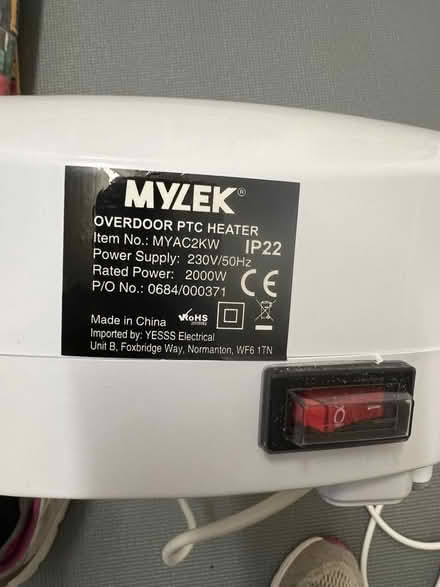 MYLEK®
OVERDOOR PTC HEATER
Item No.: MYAC2KW
IP22
Power Supply: 230V/50Hz
Rated Power: 2000W
P/O No.: 0684/000371
CE
Made in China
RoHS
Imported by: YESSS Electrical
Unit B, Foxbridge Way, Normanton, WF6 1TN